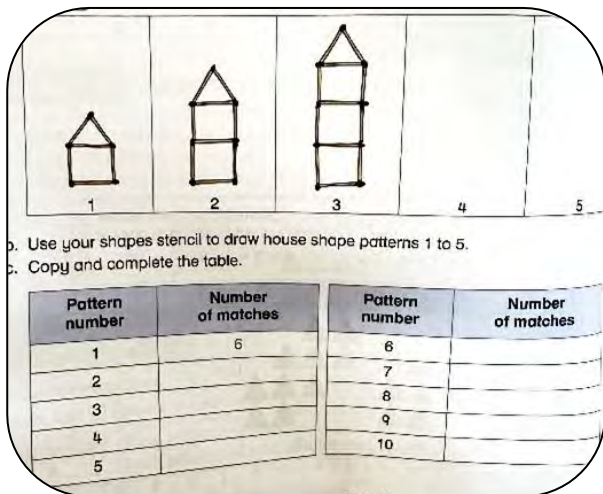 1
2
3
4
5
b. Use your shapes stencil to draw house shape patterns 1 to 5.
c. Copy and complete the table.
Pattern number
Number of matches
1 6
2
3
4
5
Pattern number
Number of matches
6
7
8
9
10